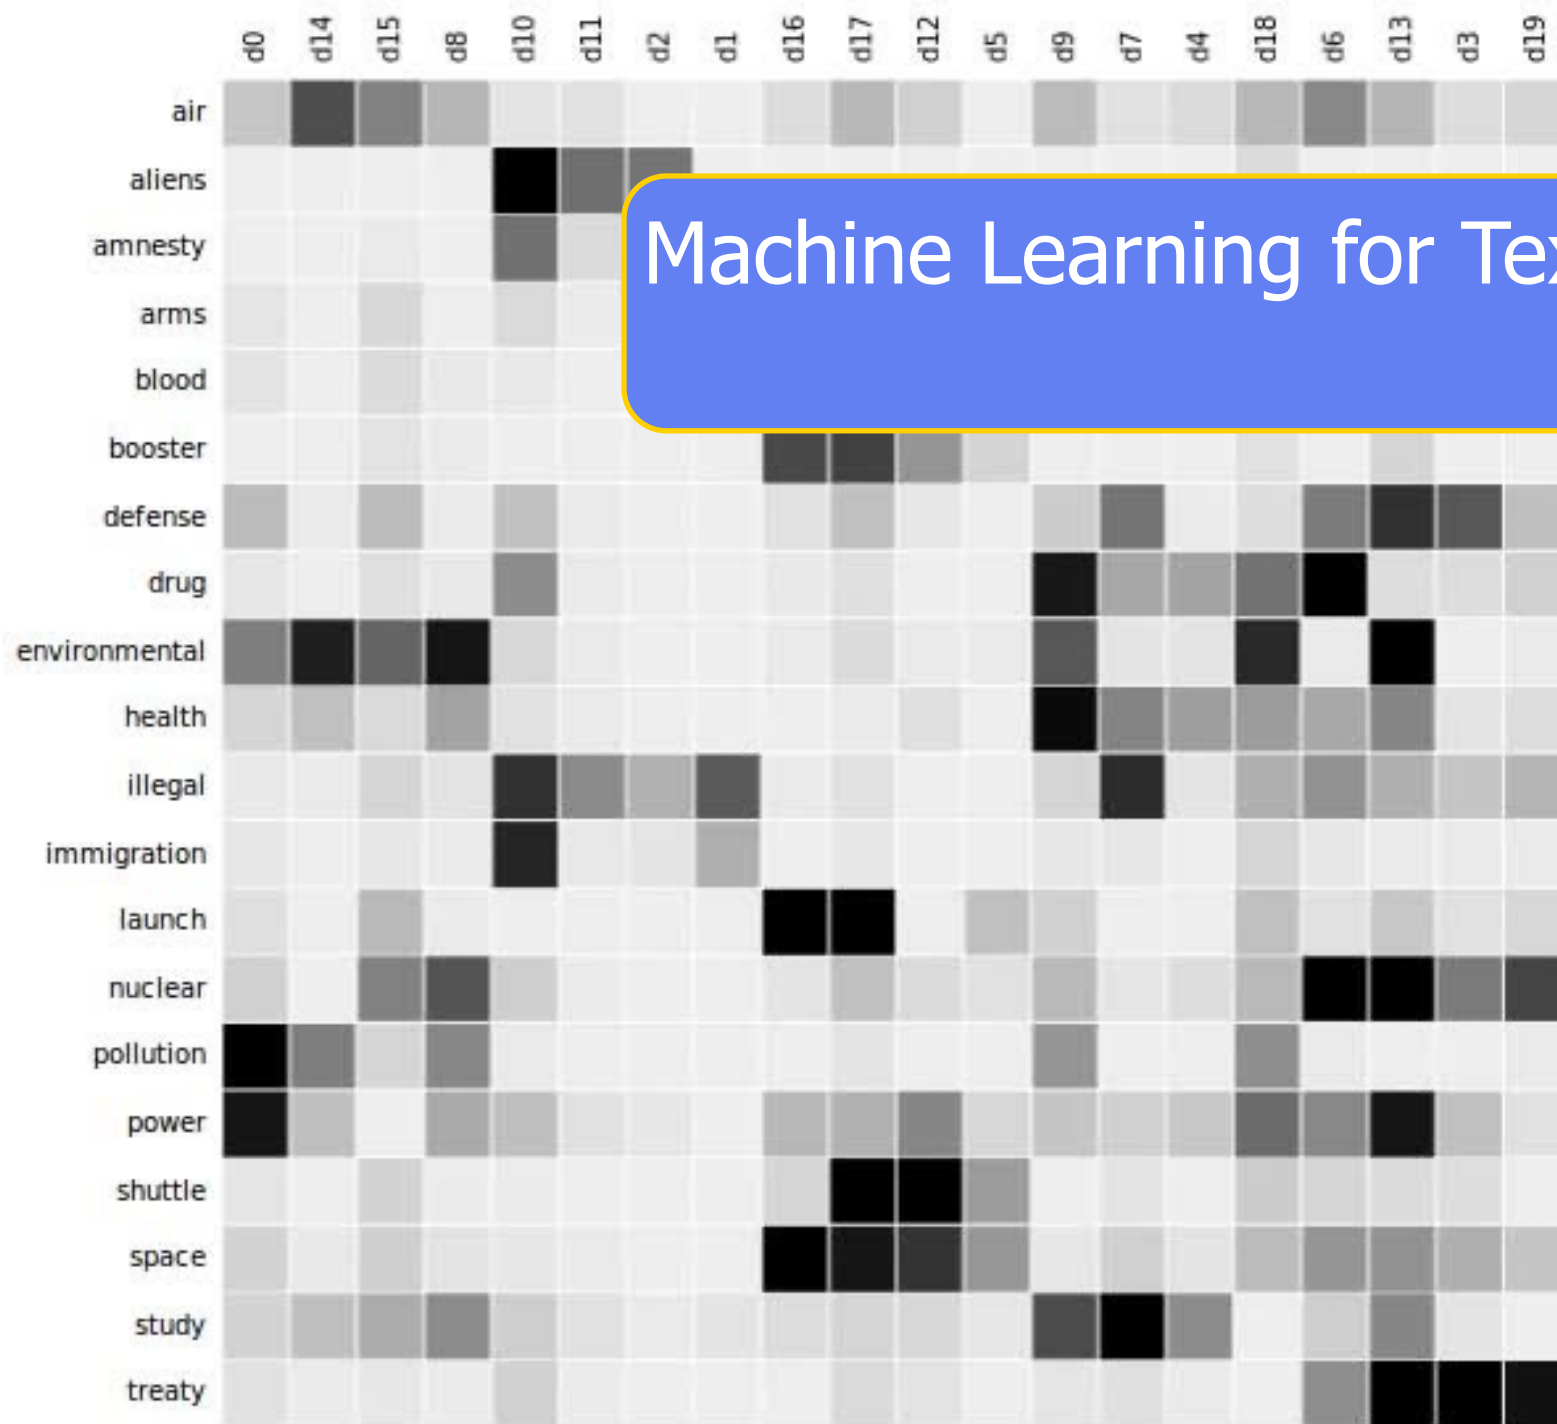 d0 d14 d15 d8 d10 d11 d2 d1 d16 d17 d12 d5 d9 d7 d4 d18 d6 d13 d3 d19
air
aliens
amnesty
Machine Learning for Tex
arms
blood
booster
defense
drug
environmental
health
illegal
immigration
launch
nuclear
pollution
power
shuttle
space
study
treaty